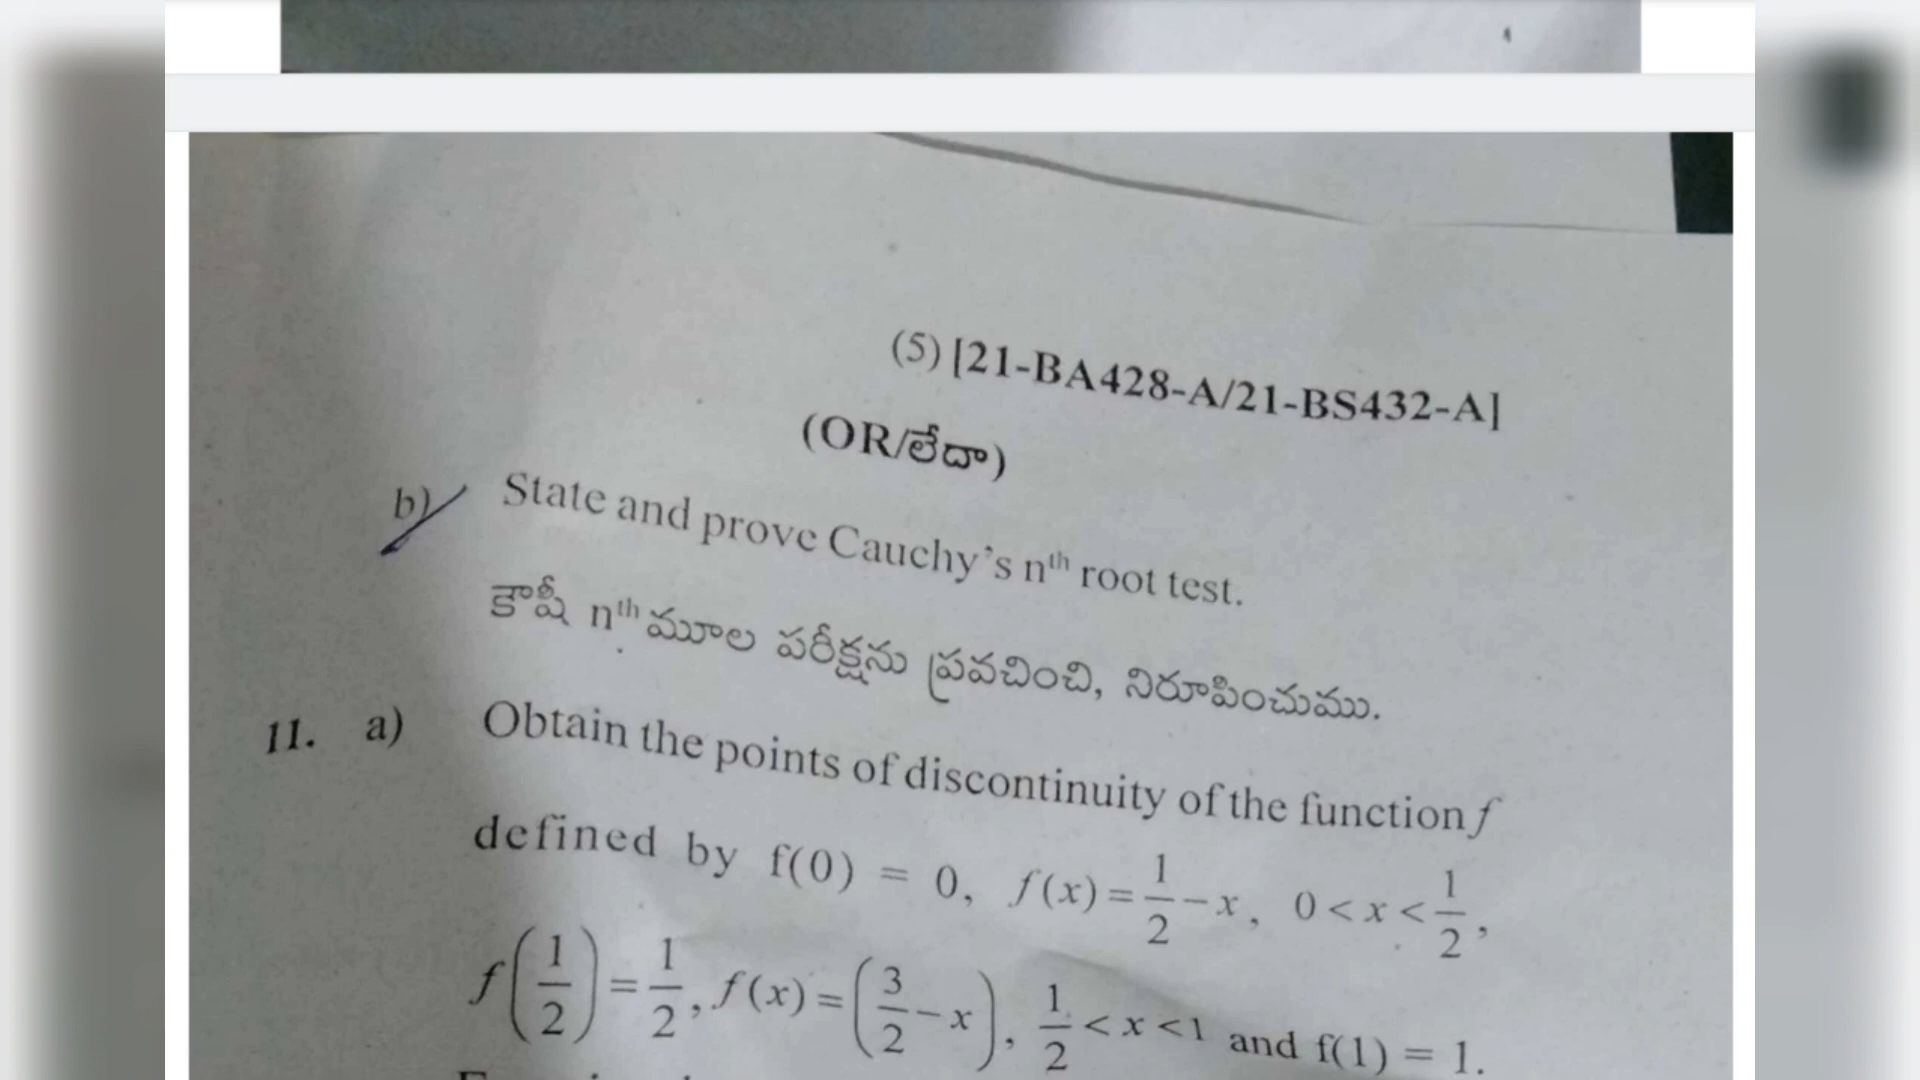 (5) [21-BA428-A/21-BS432-A]
(OR/లేదా)
b) State and prove Cauchy's nth root test.
కౌషీ nth మూల పరీక్షను ప్రవచించి, నిరూపించుము.
11. a) Obtain the points of discontinuity of the function f
defined by f(0) = 0, f(x) = 1/2 − x, 0 < x < 1/2,
f(1/2) = 1/2, f(x) = (3/2 − x), 1/2 < x < 1 and f(1) = 1.